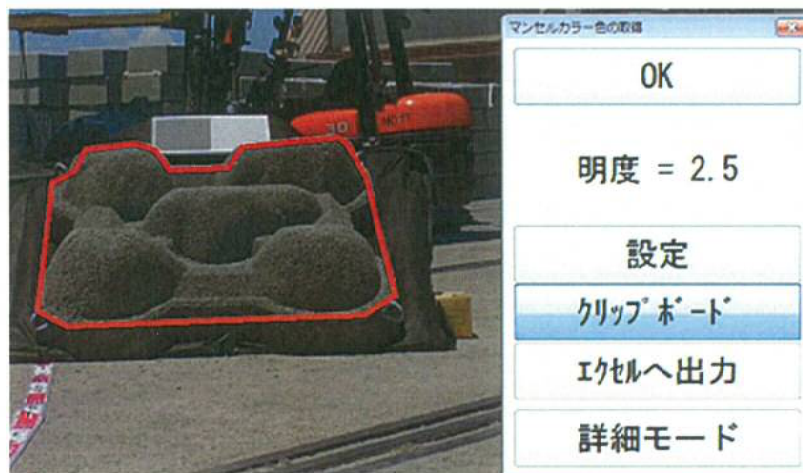 マンセルカラー色の取得
OK
明度 = 2.5
設定
クリップボード
エクセルへ出力
詳細モード
30